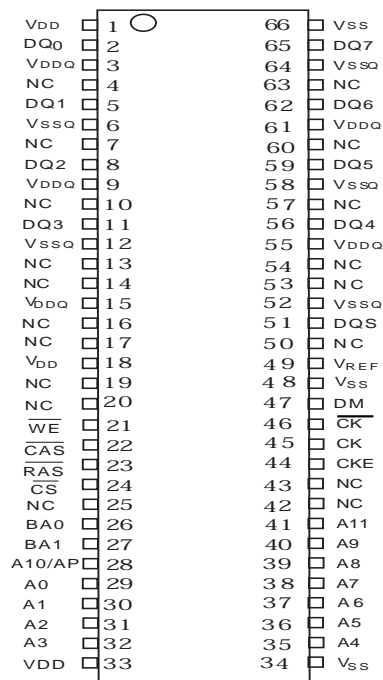 VDD 1 66 VSS
DQ0 2 65 DQ7
VDDQ 3 64 VSSQ
NC 4 63 NC
DQ1 5 62 DQ6
VSSQ 6 61 VDDQ
NC 7 60 NC
DQ2 8 59 DQ5
VDDQ 9 58 VSSQ
NC 10 57 NC
DQ3 11 56 DQ4
VSSQ 12 55 VDDQ
NC 13 54 NC
NC 14 53 NC
VDDQ 15 52 VSSQ
NC 16 51 DQS
NC 17 50 NC
VDD 18 49 VREF
NC 19 48 VSS
NC 20 47 DM
W̅E̅ 21 46 C̅K̅
C̅A̅S̅ 22 45 CK
R̅A̅S̅ 23 44 CKE
C̅S̅ 24 43 NC
NC 25 42 NC
BA0 26 41 A11
BA1 27 40 A9
A10/AP 28 39 A8
A0 29 38 A7
A1 30 37 A6
A2 31 36 A5
A3 32 35 A4
VDD 33 34 VSS